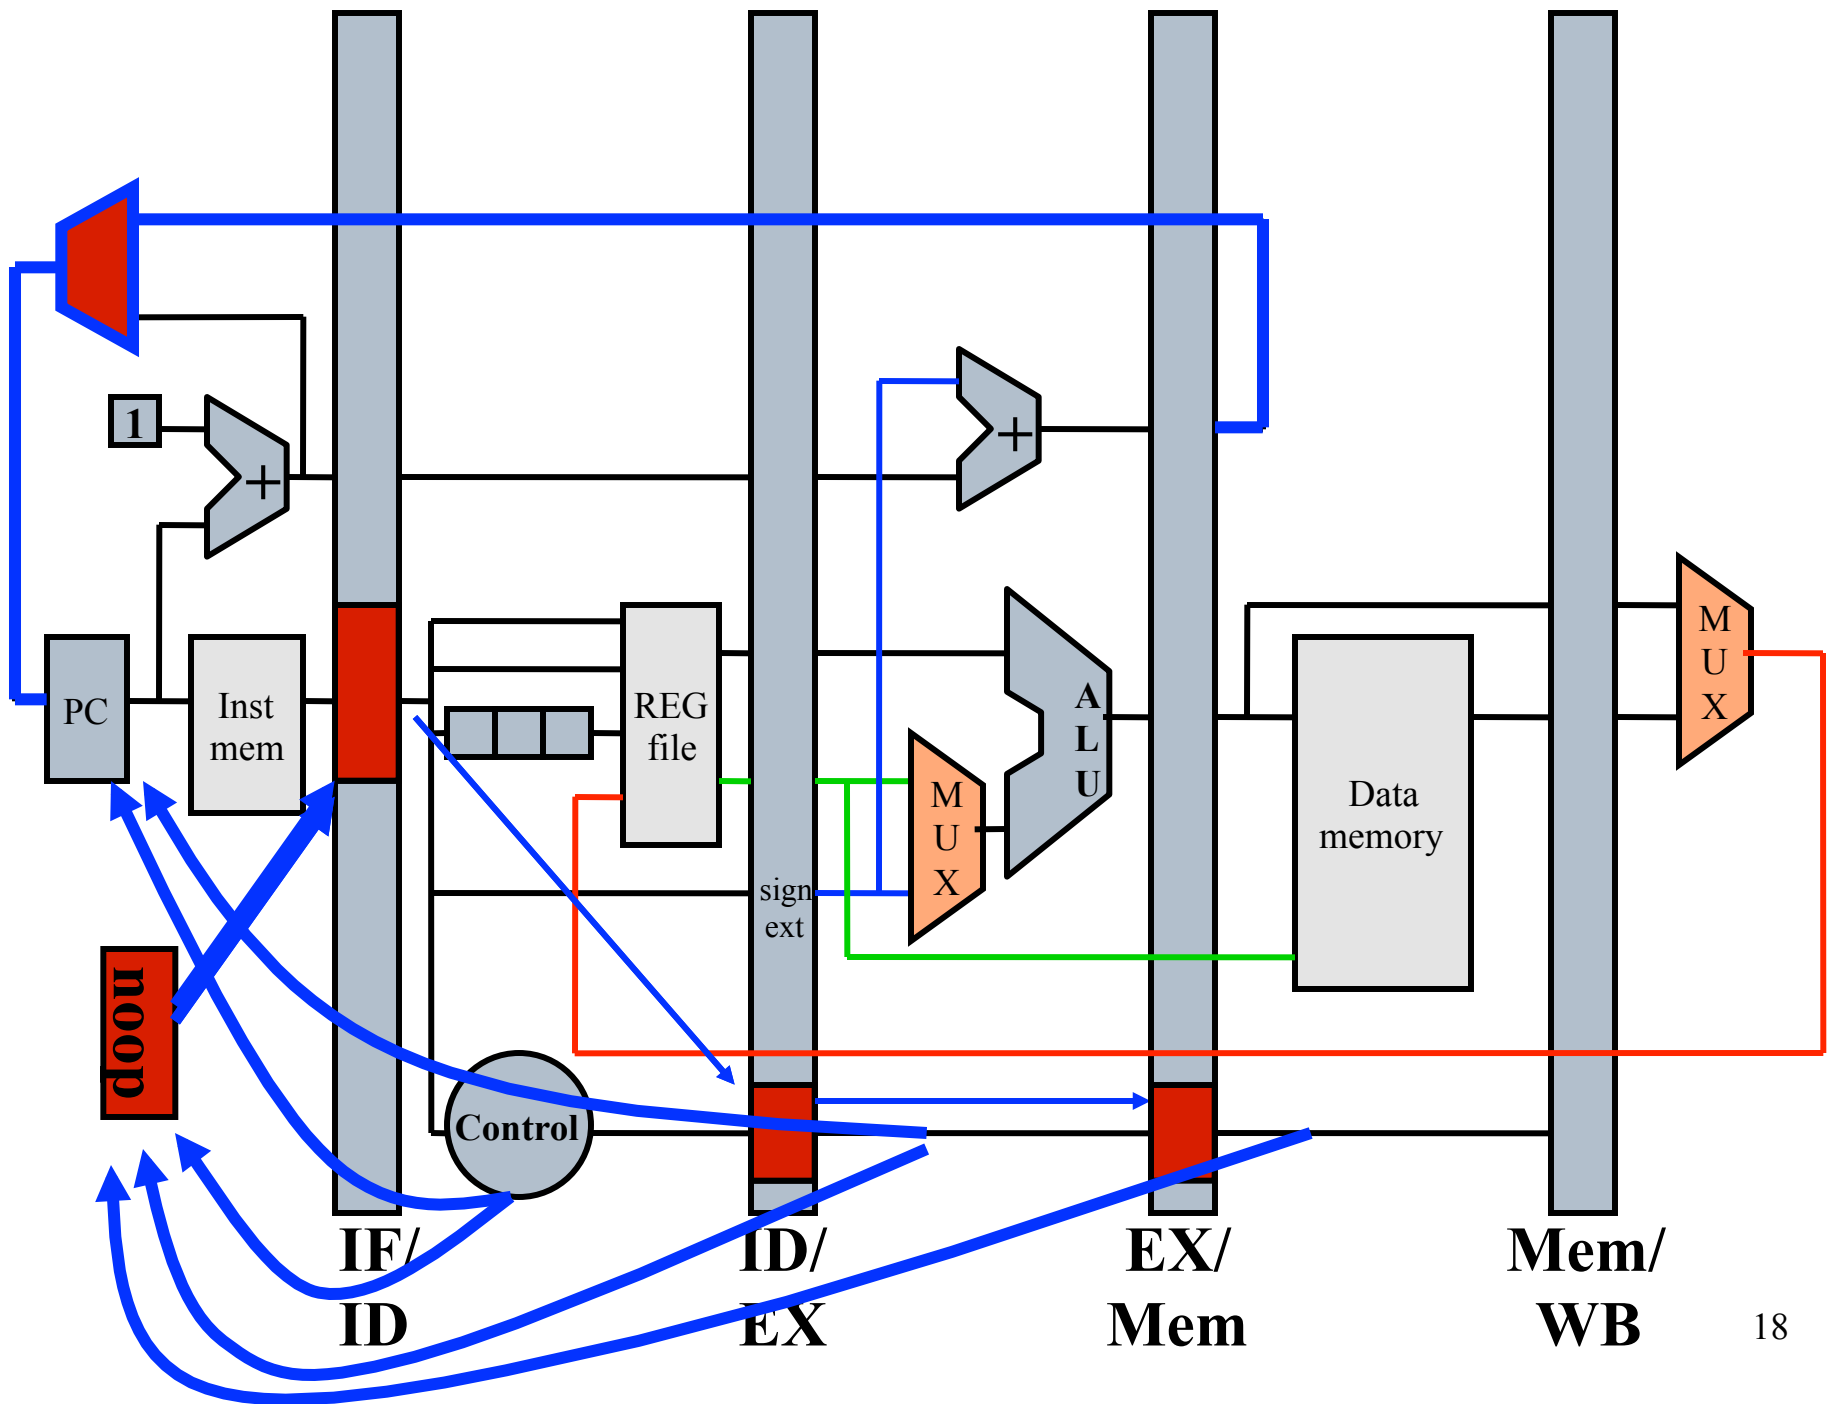 1
+
+
PC
Inst
mem
REG
file
M
U
X
A
L
U
M
U
X
Data
memory
sign
ext
noop
Control
IF/
ID
ID/
EX
EX/
Mem
Mem/
WB
18